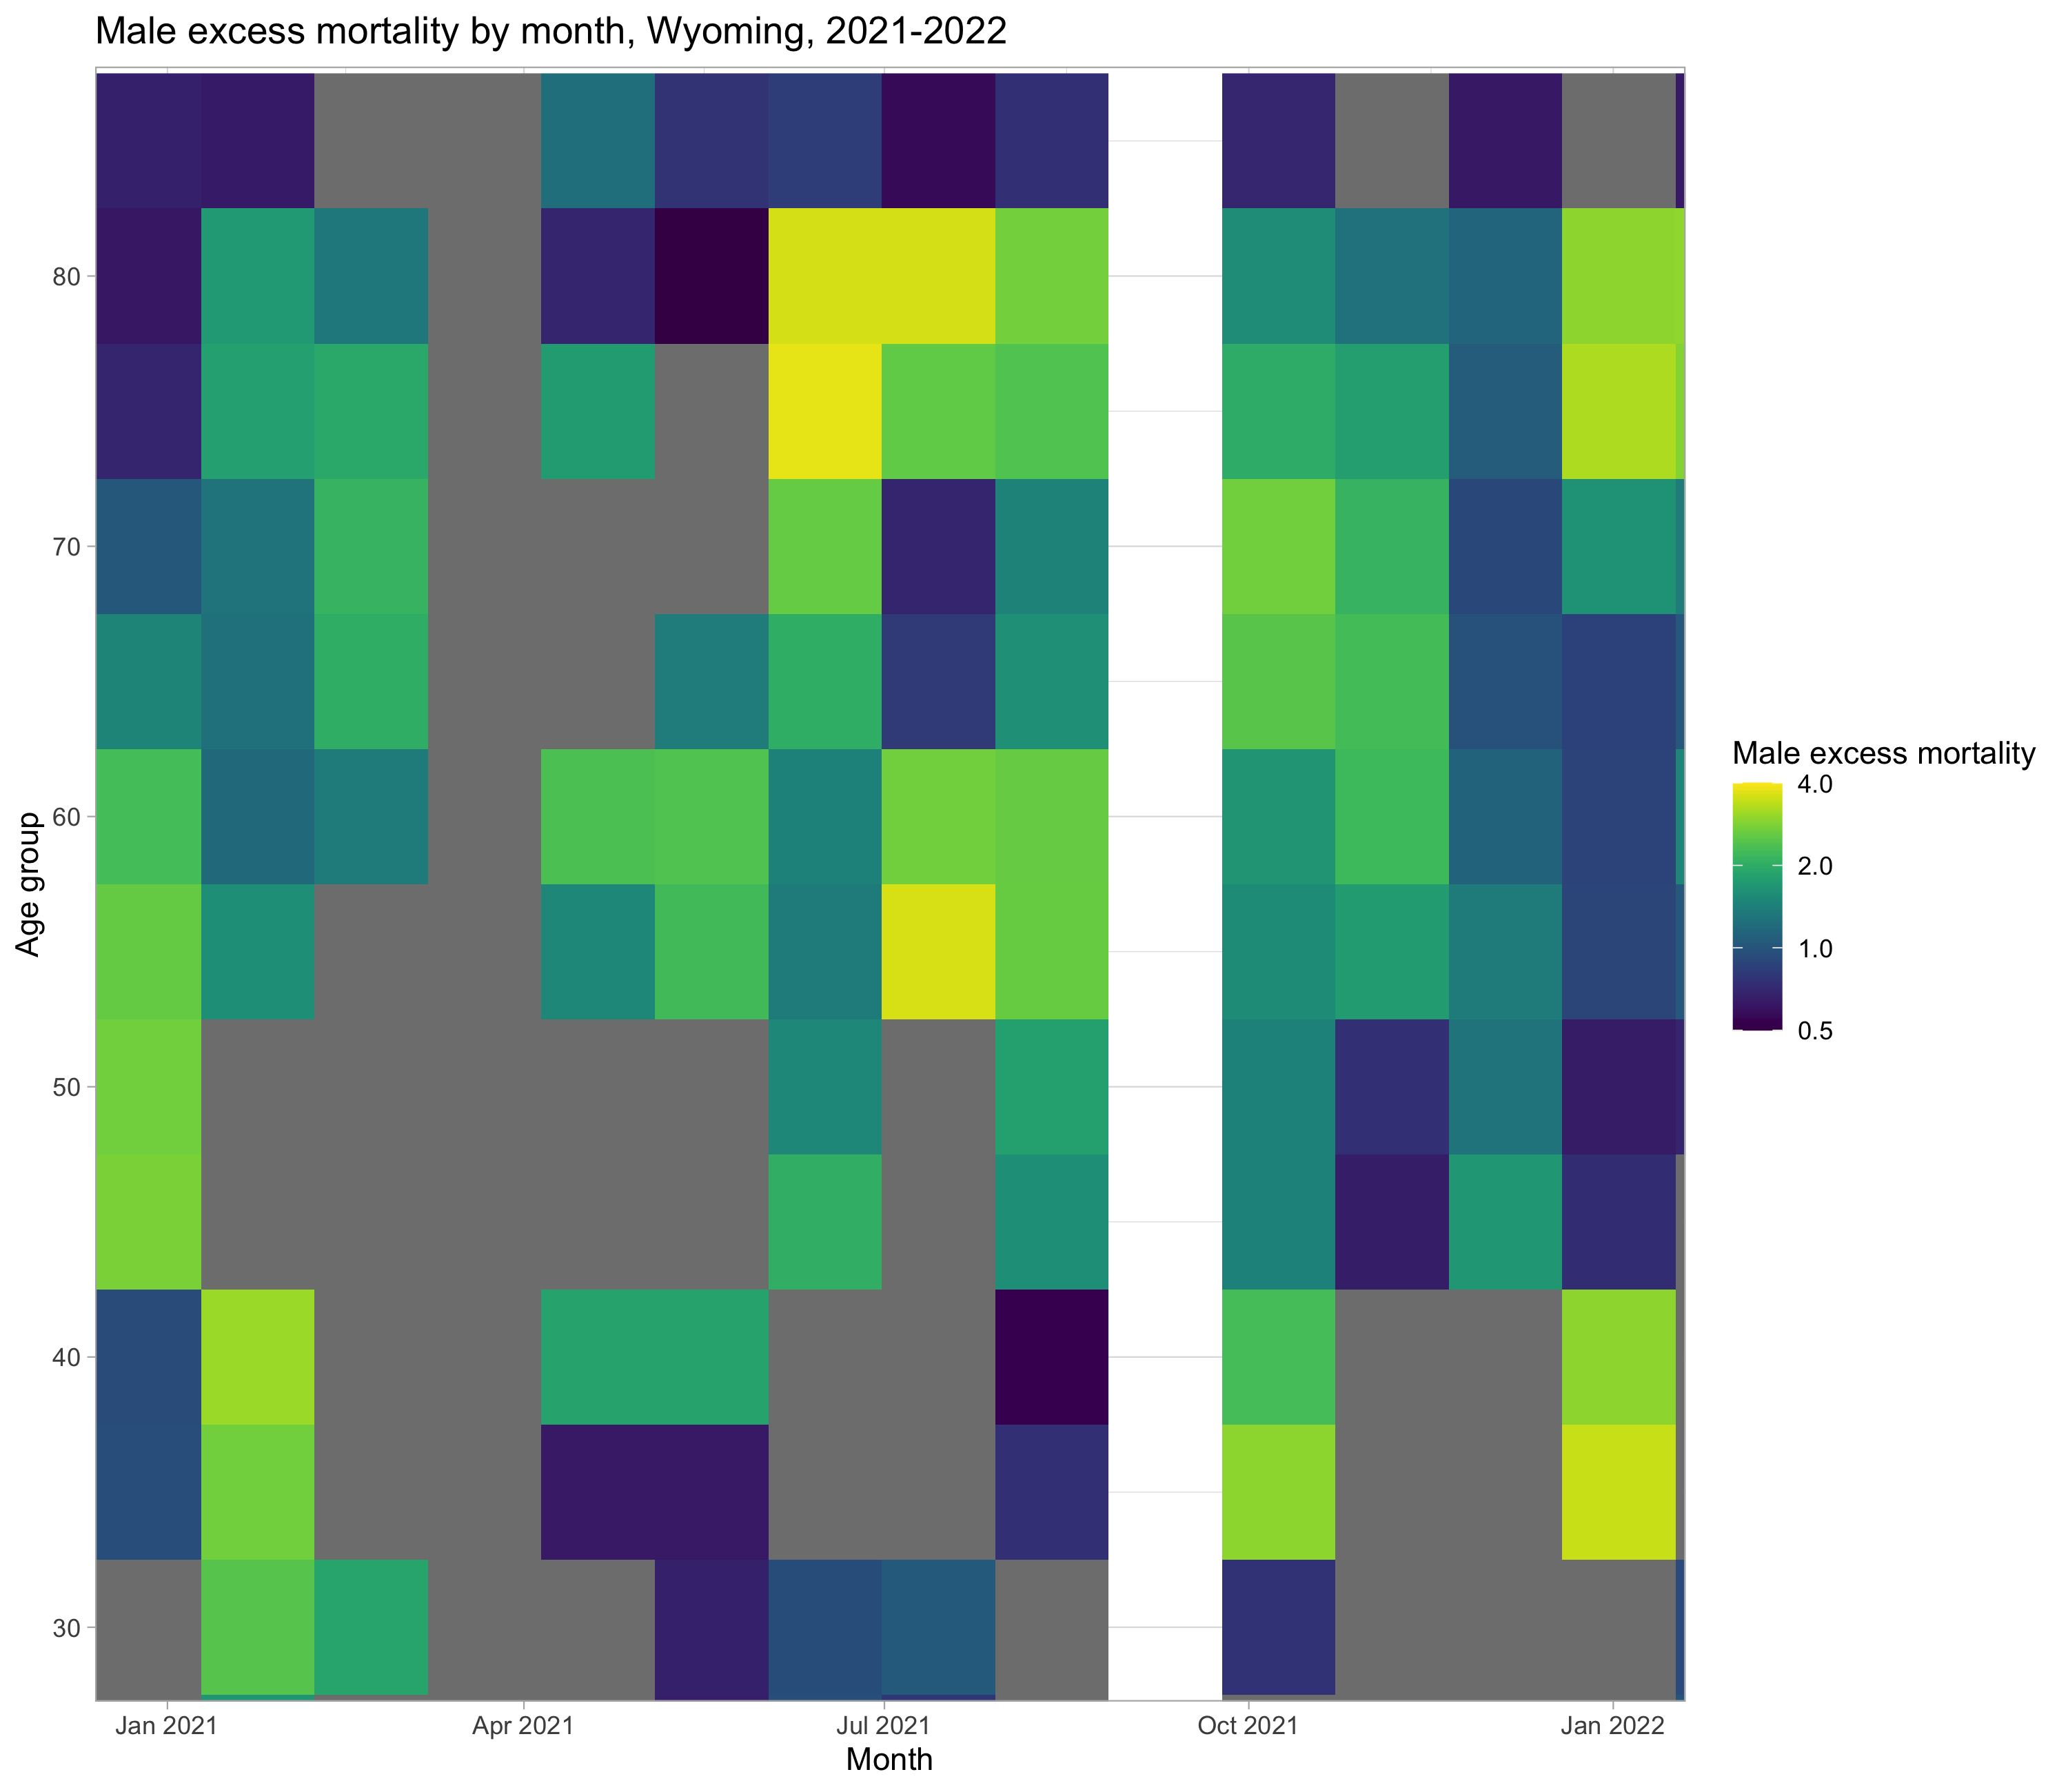 Male excess mortality by month, Wyoming, 2021-2022
80
70
60
50
40
30
Age group
Jan 2021
Apr 2021
Jul 2021
Oct 2021
Jan 2022
Month
Male excess mortality
4.0
2.0
1.0
0.5